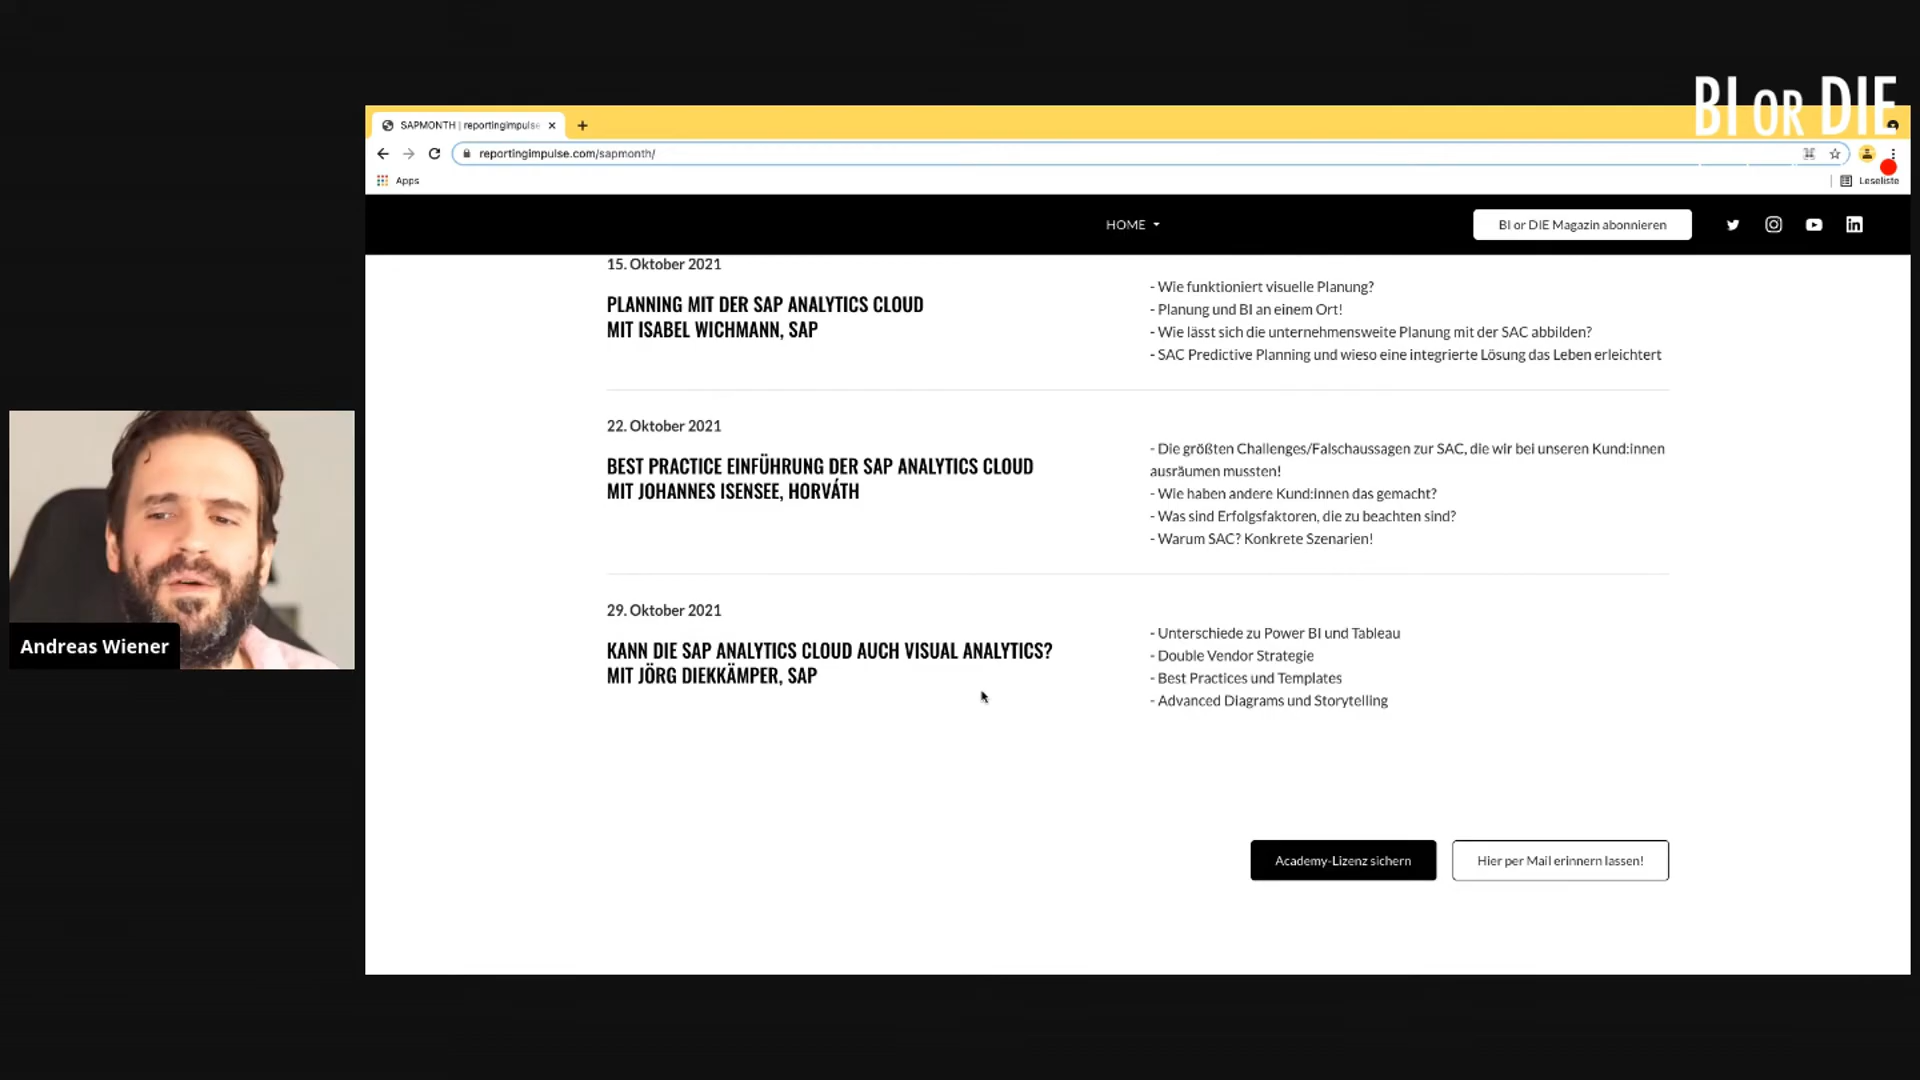 BI OR DIE
SAPMONTH | reportingimpulse
reportingimpulse.com/sapmonth/
Apps
Leseliste
HOME
BI or DIE Magazin abonnieren
15. Oktober 2021
PLANNING MIT DER SAP ANALYTICS CLOUD
MIT ISABEL WICHMANN, SAP
- Wie funktioniert visuelle Planung?
- Planung und BI an einem Ort!
- Wie lässt sich die unternehmensweite Planung mit der SAC abbilden?
- SAC Predictive Planning und wieso eine integrierte Lösung das Leben erleichtert
22. Oktober 2021
BEST PRACTICE EINFÜHRUNG DER SAP ANALYTICS CLOUD
MIT JOHANNES ISENSEE, HORVÁTH
- Die größten Challenges/Falschaussagen zur SAC, die wir bei unseren Kund:innen
ausräumen mussten!
- Wie haben andere Kund:innen das gemacht?
- Was sind Erfolgsfaktoren, die zu beachten sind?
- Warum SAC? Konkrete Szenarien!
29. Oktober 2021
KANN DIE SAP ANALYTICS CLOUD AUCH VISUAL ANALYTICS?
MIT JÖRG DIEKKÄMPER, SAP
- Unterschiede zu Power BI und Tableau
- Double Vendor Strategie
- Best Practices und Templates
- Advanced Diagrams und Storytelling
Andreas Wiener
Academy-Lizenz sichern
Hier per Mail erinnern lassen!